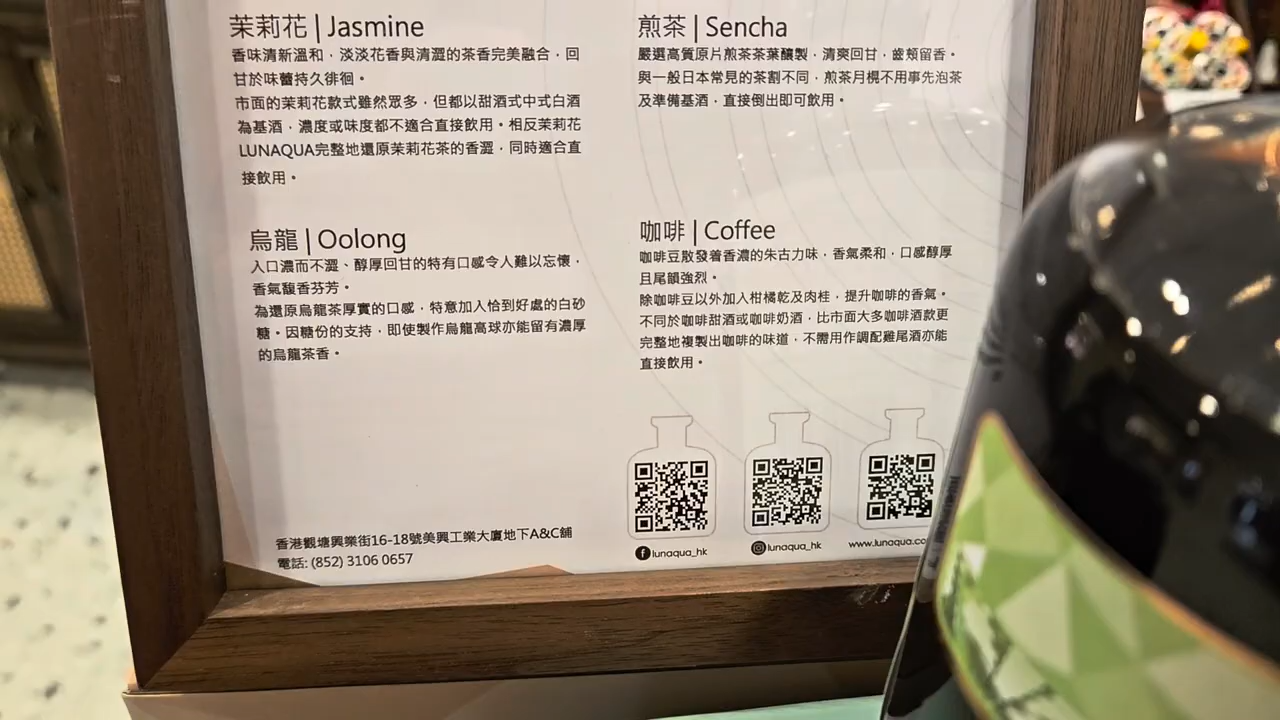 茉莉花 | Jasmine
香味清新溫和，淡淡花香與清澀的茶香完美融合，回
甘於味蕾持久徘徊。
市面的茉莉花款式雖然眾多，但都以甜酒式中式白酒
為基酒，濃度或味度都不適合直接飲用。相反茉莉花
LUNAQUA完整地還原茉莉花茶的香澀，同時適合直
接飲用。
煎茶 | Sencha
嚴選高質原片煎茶茶葉釀製，清爽回甘，齒頰留香。
與一般日本常見的茶割不同，煎茶月梘不用事先泡茶
及準備基酒，直接倒出即可飲用。
烏龍 | Oolong
入口濃而不澀、醇厚回甘的特有口感令人難以忘懷，
香氣馥香芬芳。
為還原烏龍茶厚實的口感，特意加入恰到好處的白砂
糖。因糖份的支持，即使製作烏龍高球亦能留有濃厚
的烏龍茶香。
咖啡 | Coffee
咖啡豆散發着香濃的朱古力味，香氣柔和，口感醇厚
且尾韻強烈。
除咖啡豆以外加入柑橘乾及肉桂，提升咖啡的香氣。
不同於咖啡甜酒或咖啡奶酒，比市面大多咖啡酒款更
完整地複製出咖啡的味道，不需用作調配雞尾酒亦能
直接飲用。
香港觀塘興業街16-18號美興工業大廈地下A&C舖
電話: (852) 3106 0657
lunaqua_hk
lunaqua_hk
www.lunaqua.co